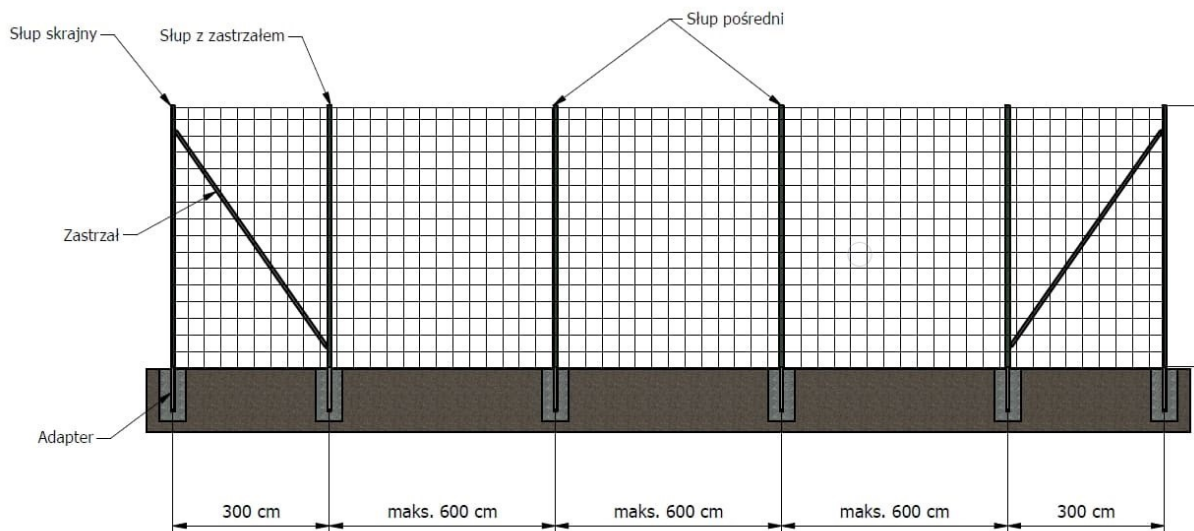 Słup skrajny
Słup z zastrzałem
Słup pośredni
Zastrzał
Adapter
300 cm
maks. 600 cm
maks. 600 cm
maks. 600 cm
300 cm